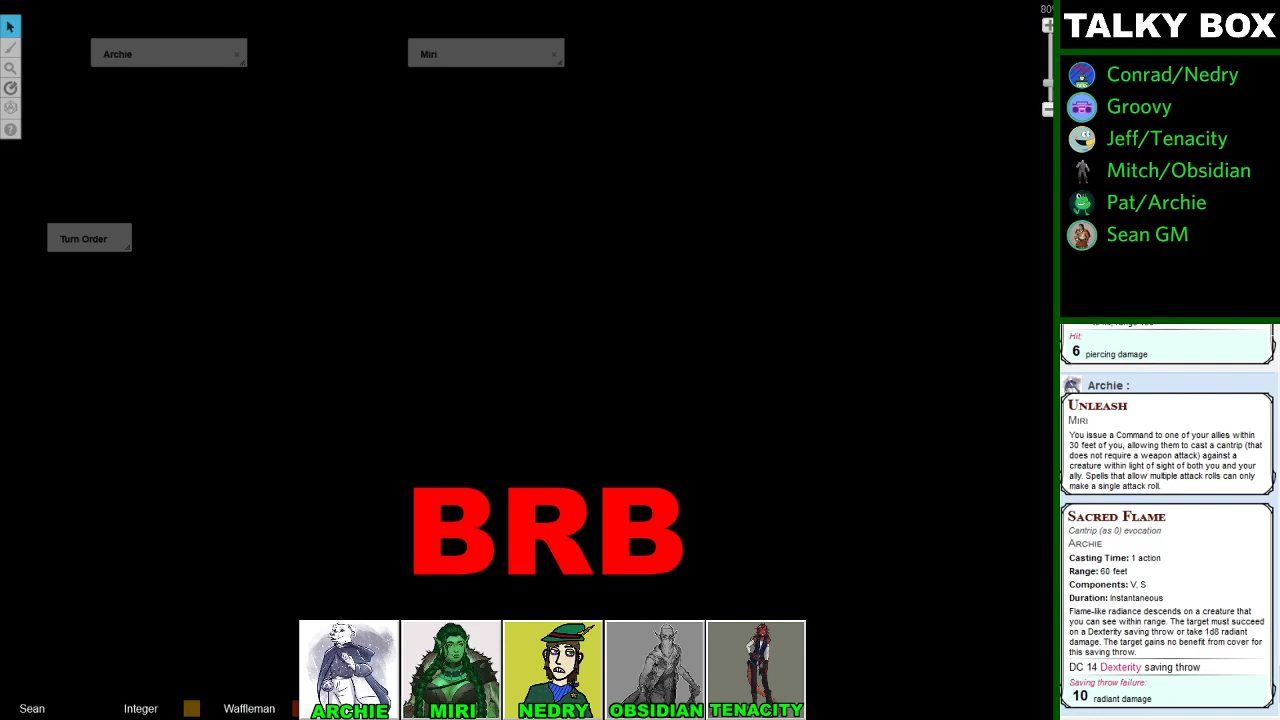 80
Archie
Miri
Turn Order
BRB
ARCHIE
MIRI
NEDRY
OBSIDIAN
TENACITY
Sean
Integer
Waffleman
TALKY BOX
Conrad/Nedry
Groovy
Jeff/Tenacity
Mitch/Obsidian
Pat/Archie
Sean GM
Hit:
6 piercing damage
Archie :
UNLEASH
MIRI
You issue a Command to one of your allies within
30 feet of you, allowing them to cast a cantrip (that
does not require a weapon attack) against a
creature within light of sight of both you and your
ally. Spells that allow multiple attack rolls can only
make a single attack roll.
SACRED FLAME
Cantrip (as 0) evocation
ARCHIE
Casting Time: 1 action
Range: 60 feet
Components: V, S
Duration: Instantaneous
Flame-like radiance descends on a creature that
you can see within range. The target must succeed
on a Dexterity saving throw or take 1d8 radiant
damage. The target gains no benefit from cover for
this saving throw.
DC 14 Dexterity saving throw
Saving throw failure:
10 radiant damage